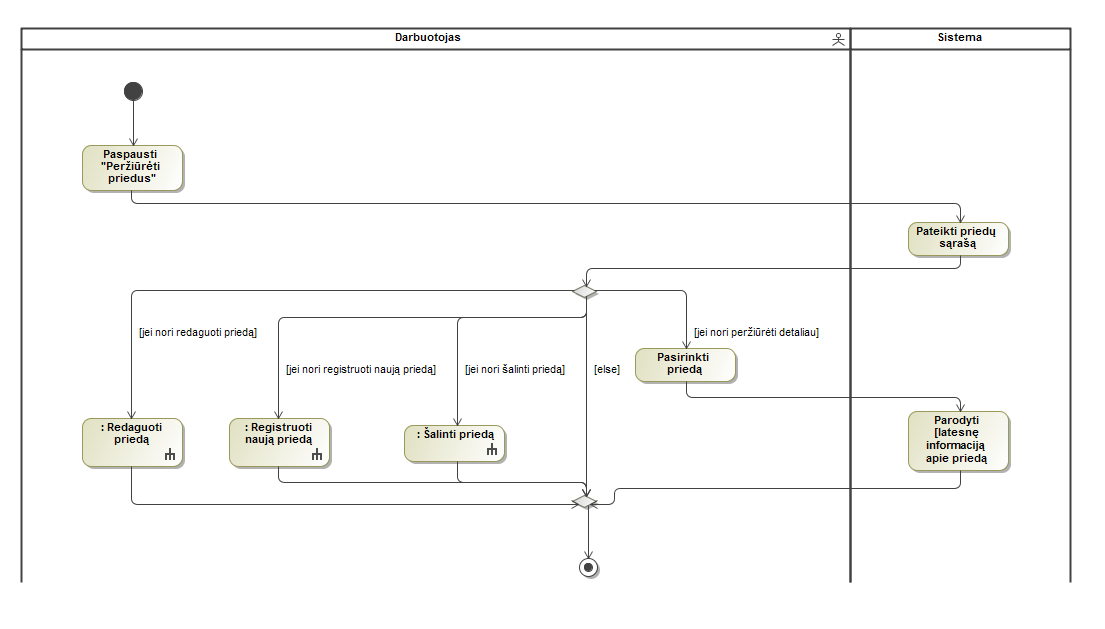 Darbuotojas
Sistema
Paspausti
"Peržiūrėti
priedus"
Pateikti priedų
sąrašą
[jei nori redaguoti priedą]
[jei nori peržiūrėti detaliau]
[jei nori registruoti naują priedą]
[jei nori šalinti priedą]
[else]
Pasirinkti
priedą
: Redaguoti
priedą
: Registruoti
naują priedą
: Šalinti priedą
Parodyti
[latesnę
informaciją
apie priedą